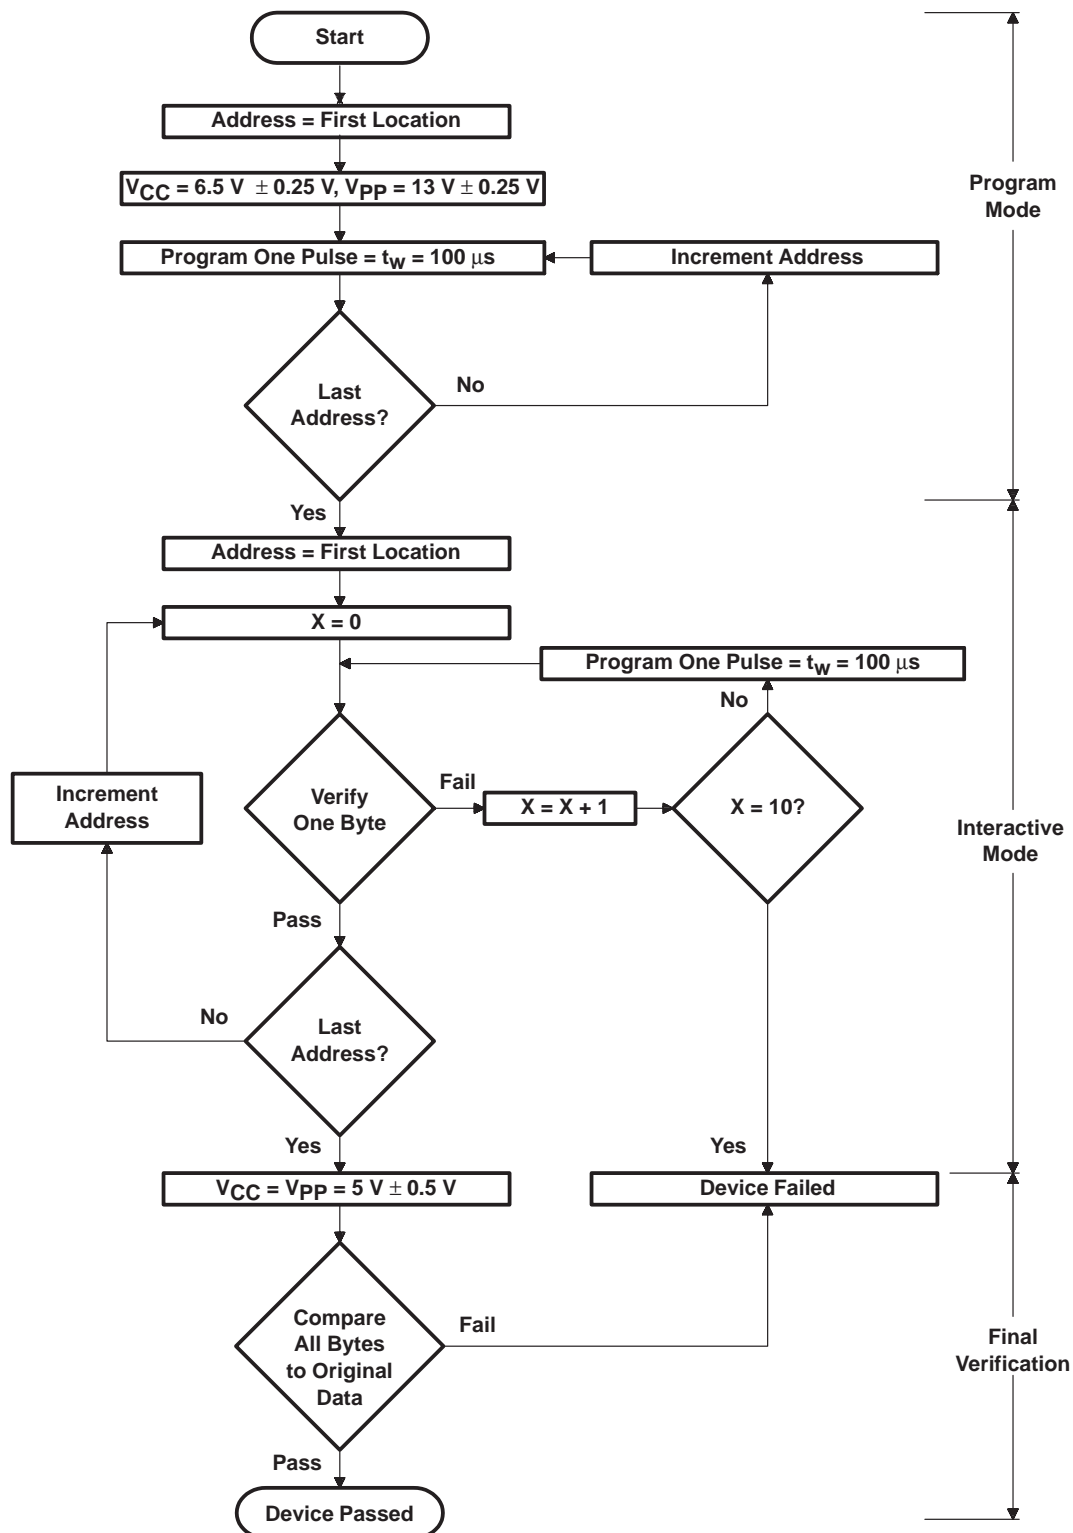 Start
Address = First Location
VCC = 6.5 V ± 0.25 V, VPP = 13 V ± 0.25 V
Program
Mode
Program One Pulse = tw = 100 μs
Increment Address
Last
Address?
No
Yes
Address = First Location
X = 0
Program One Pulse = tw = 100 μs
No
Increment
Address
Verify
One Byte
Fail
X = X + 1
X = 10?
Interactive
Mode
Pass
No
Last
Address?
Yes
Yes
VCC = VPP = 5 V ± 0.5 V
Device Failed
Compare
All Bytes
to Original
Data
Fail
Final
Verification
Pass
Device Passed